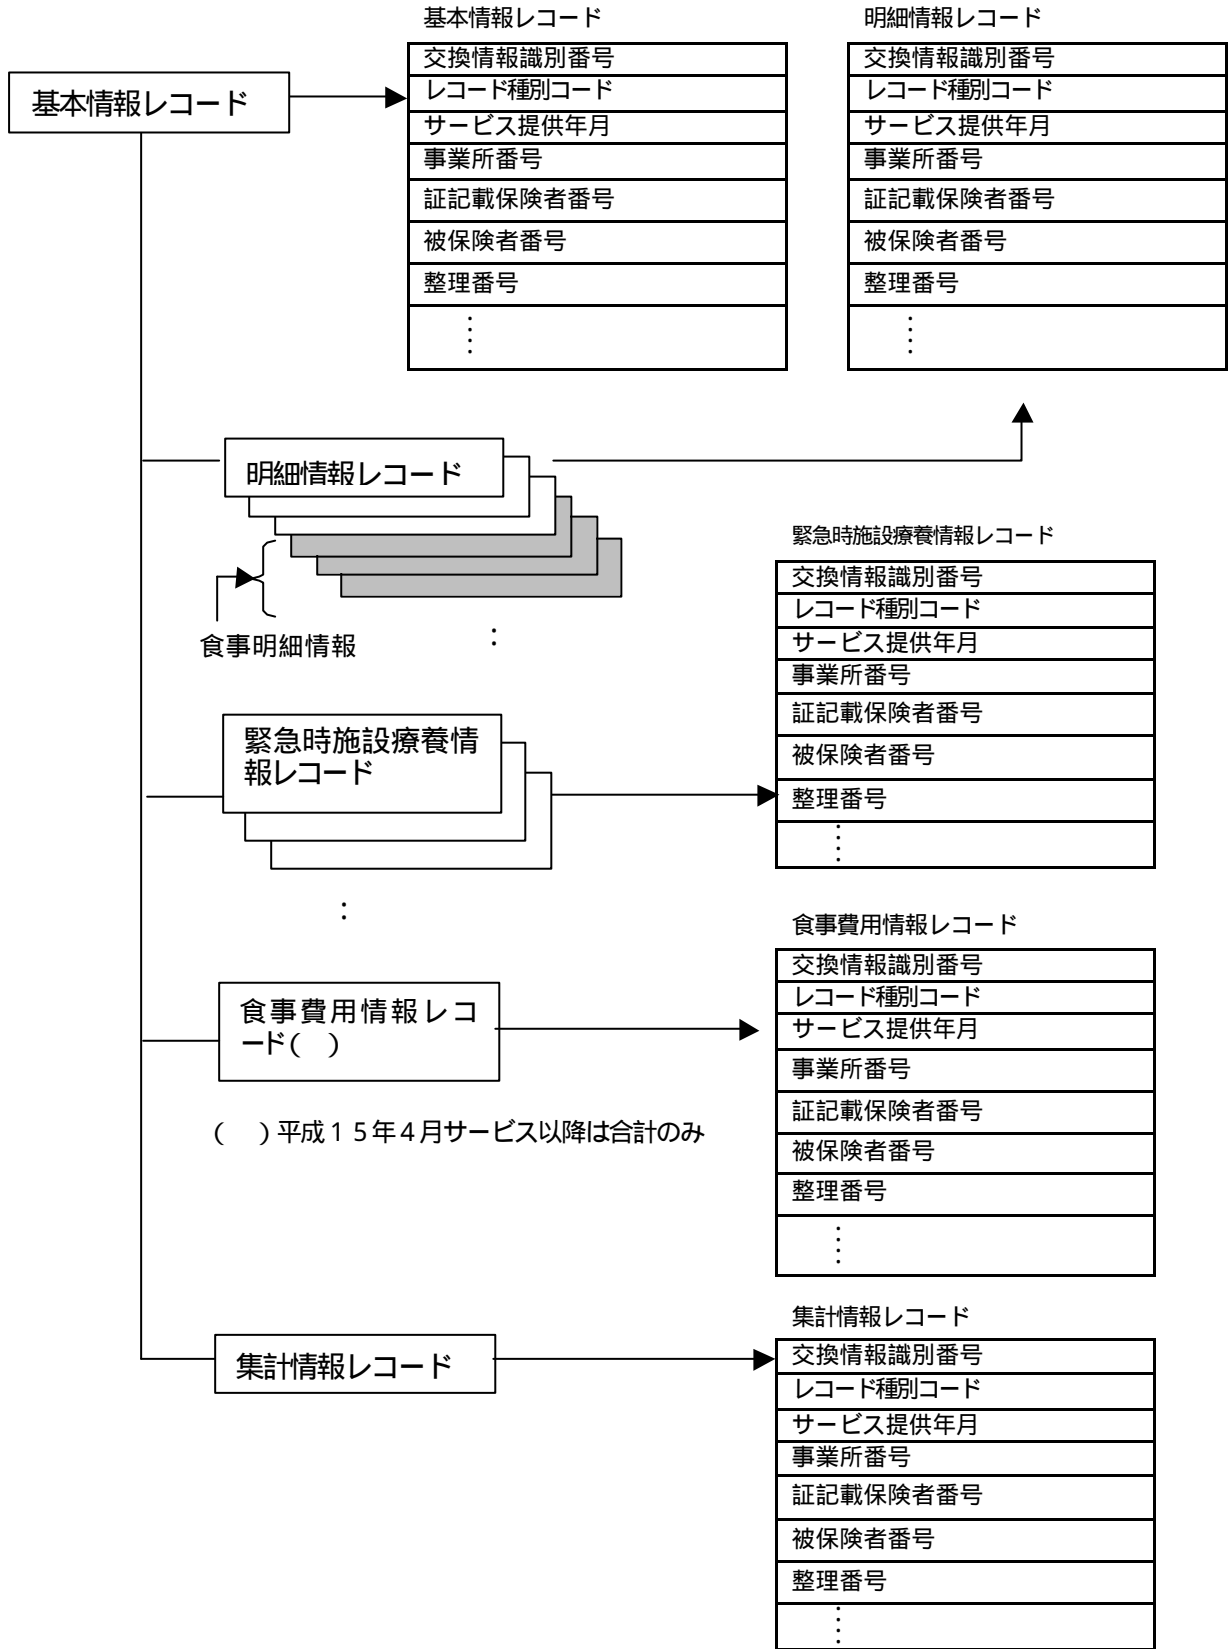 基本情報レコード
明細情報レコード
基本情報レコード
交換情報識別番号
レコード種別コード
サービス提供年月
事業所番号
証記載保険者番号
被保険者番号
整理番号
⋮
交換情報識別番号
レコード種別コード
サービス提供年月
事業所番号
証記載保険者番号
被保険者番号
整理番号
⋮
明細情報レコード
食事明細情報
:
緊急時施設療養情報レコード
交換情報識別番号
レコード種別コード
サービス提供年月
事業所番号
証記載保険者番号
被保険者番号
整理番号
⋮
緊急時施設療養情
報レコード
:
食事費用情報レコード
交換情報識別番号
レコード種別コード
サービス提供年月
事業所番号
証記載保険者番号
被保険者番号
整理番号
⋮
食事費用情報レコ
ード(　)
(　)平成15年4月サービス以降は合計のみ
集計情報レコード
集計情報レコード
交換情報識別番号
レコード種別コード
サービス提供年月
事業所番号
証記載保険者番号
被保険者番号
整理番号
⋮